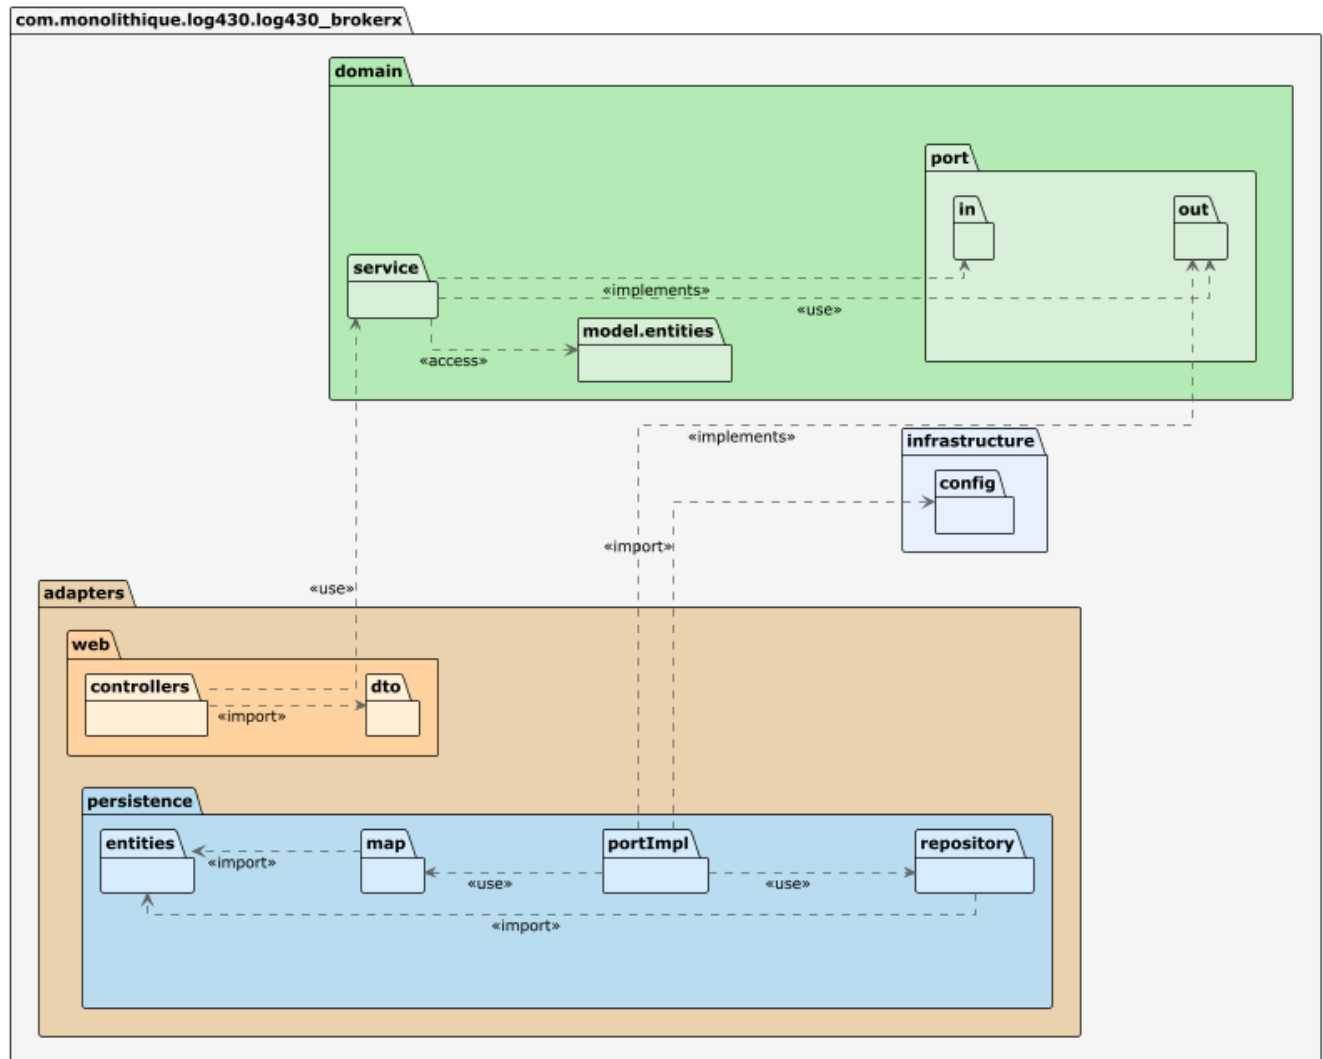 com.monolithique.log430.log430_brokerx
domain
port
in
out
service
«implements»
«use»
model.entities
«access»
«implements»
infrastructure
config
«import»
adapters
«use»
web
controllers
dto
«import»
persistence
entities
map
portImpl
repository
«import»
«use»
«use»
«import»